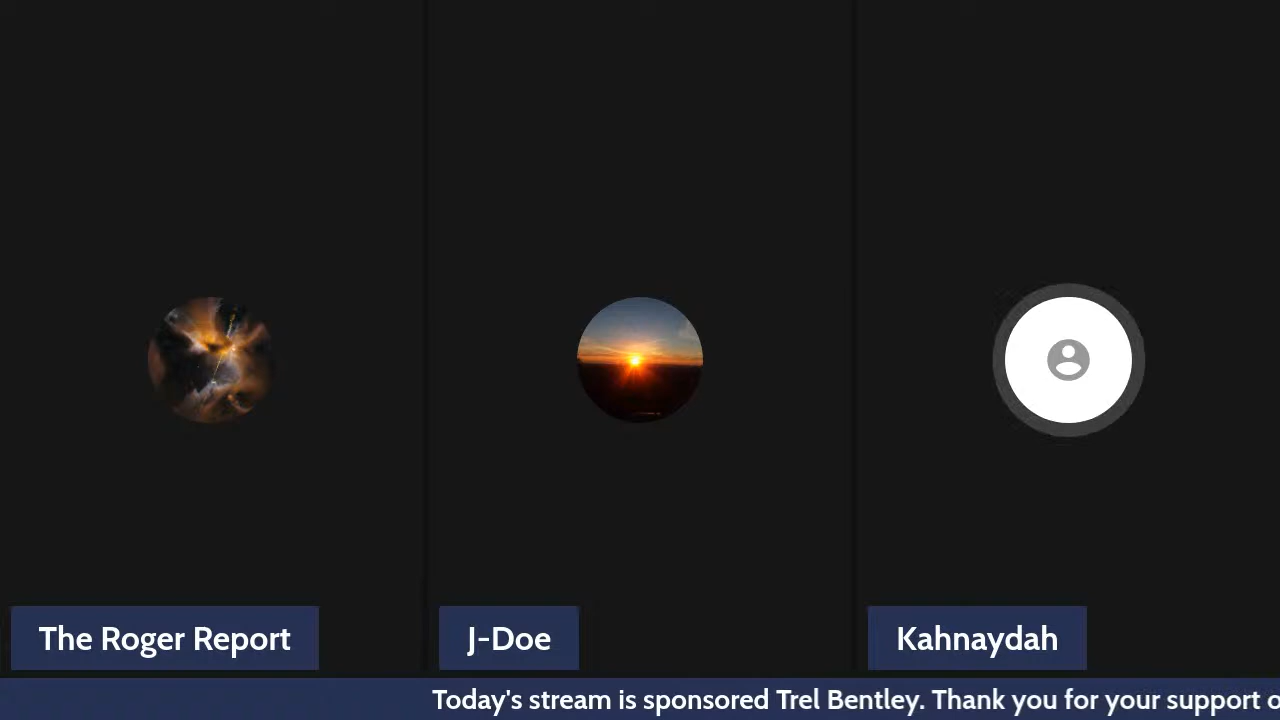 The Roger Report
J-Doe
Kahnaydah
Today's stream is sponsored Trel Bentley. Thank you for your support